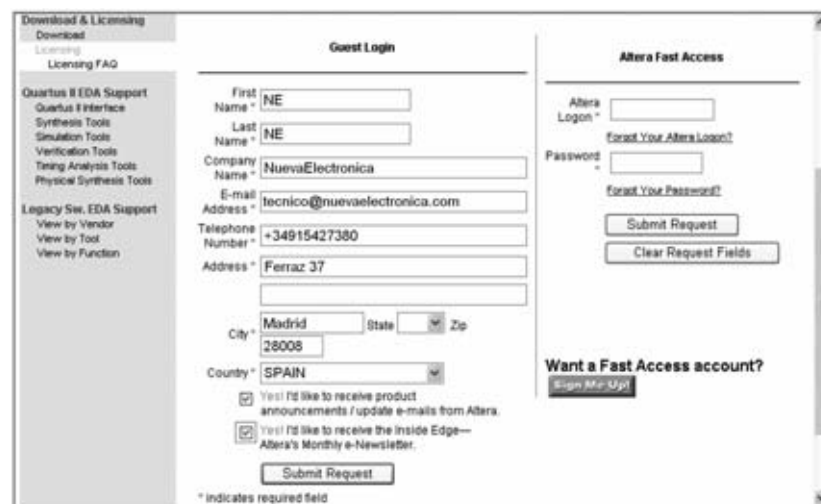 Download & Licensing
Download
Licensing
Licensing FAQ
Quartus II EDA Support
Quartus II Interface
Synthesis Tools
Simulation Tools
Verification Tools
Timing Analysis Tools
Physical Synthesis Tools
Legacy Sw. EDA Support
View by Vendor
View by Tool
View by Function
Guest Login
First Name * NE
Last Name * NE
Company Name * NuevaElectronica
E-mail Address * tecnico@nuevaelectronica.com
Telephone Number * +34915427380
Address * Ferraz 37
City * Madrid State Zip
28008
Country * SPAIN
Yes! I'd like to receive product
announcements / update e-mails from Altera.
Yes! I'd like to receive the Inside Edge—
Altera's Monthly e-Newsletter.
Submit Request
* indicates required field
Altera Fast Access
Altera Logon *
Forgot Your Altera Logon?
Password *
Forgot Your Password?
Submit Request
Clear Request Fields
Want a Fast Access account?
Sign Me Up!